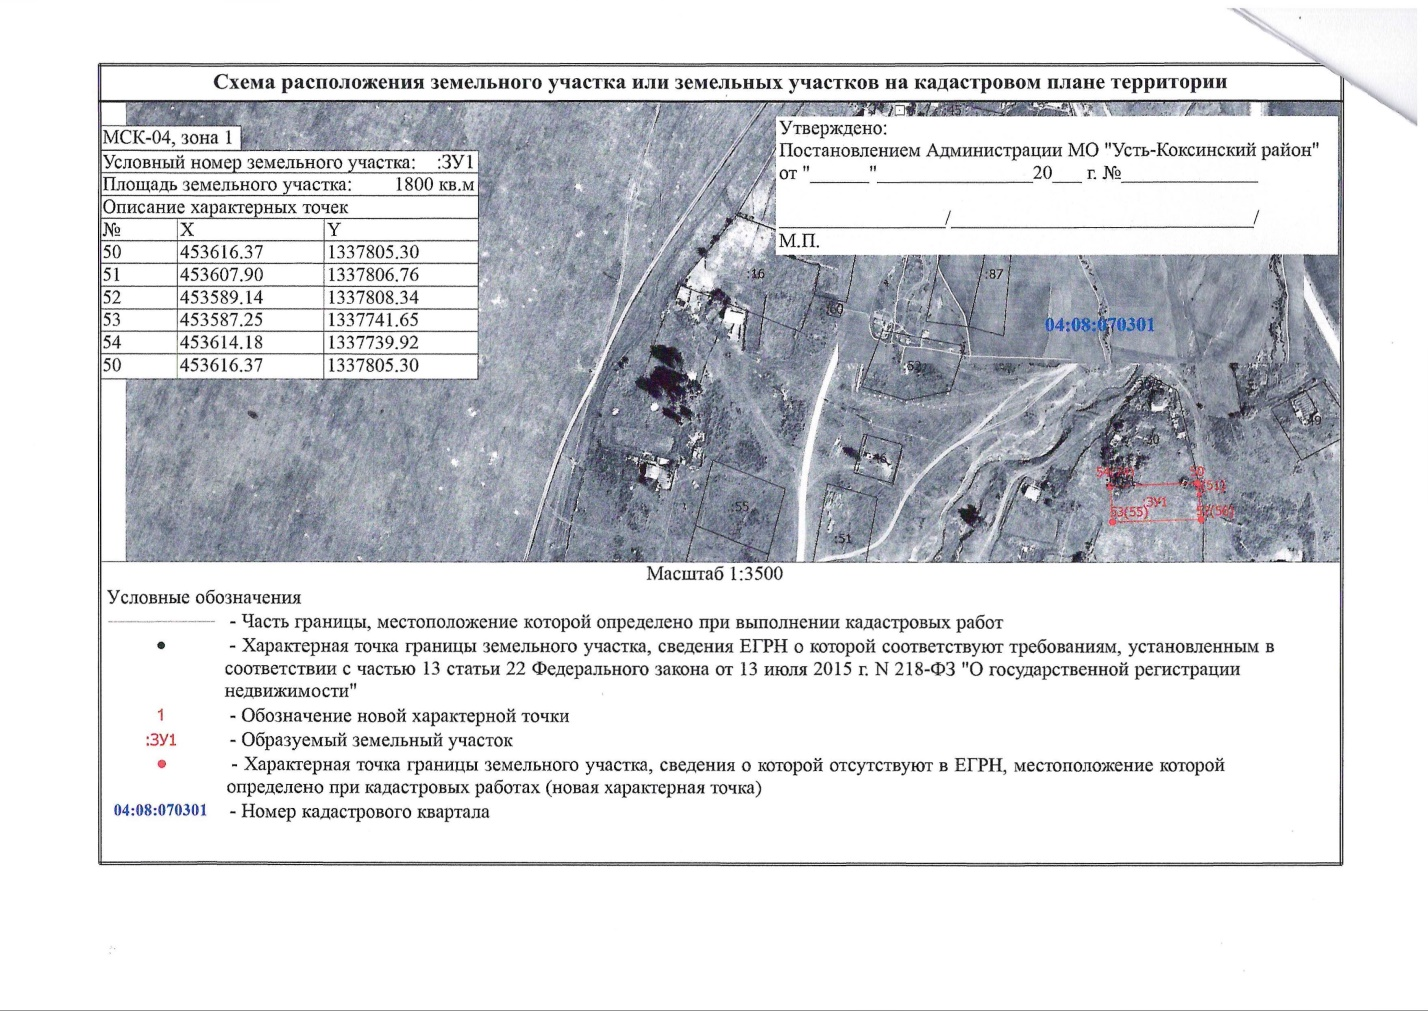 Схема расположения земельного участка или земельных участков на кадастровом плане территории
МСК-04, зона 1
Условный номер земельного участка: :ЗУ1
Площадь земельного участка: 1800 кв.м
Описание характерных точек
№ X Y
50 453616.37 1337805.30
51 453607.90 1337806.76
52 453589.14 1337808.34
53 453587.25 1337741.65
54 453614.18 1337739.92
50 453616.37 1337805.30
Утверждено:
Постановлением Администрации МО "Усть-Коксинский район"
от "______"________________20___ г. №______________
_________________/_______________________________/
М.П.
:16
:87
04:08:070301
:55
:51
53(55)
:ЗУ1
Масштаб 1:3500
Условные обозначения
- Часть границы, местоположение которой определено при выполнении кадастровых работ
- Характерная точка границы земельного участка, сведения ЕГРН о которой соответствуют требованиям, установленным в
соответствии с частью 13 статьи 22 Федерального закона от 13 июля 2015 г. N 218-ФЗ "О государственной регистрации
недвижимости"
1 - Обозначение новой характерной точки
:ЗУ1 - Образуемый земельный участок
- Характерная точка границы земельного участка, сведения о которой отсутствуют в ЕГРН, местоположение которой
определено при кадастровых работах (новая характерная точка)
04:08:070301 - Номер кадастрового квартала